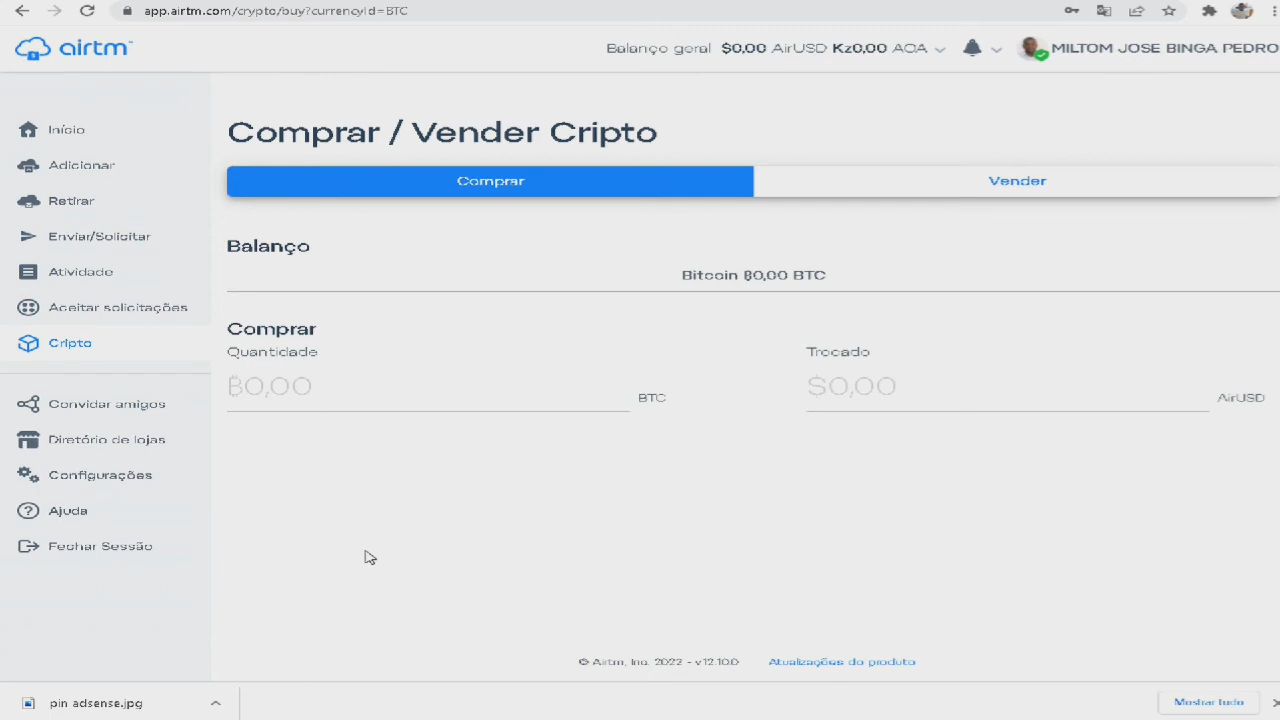 app.airtm.com/crypto/buy?currencyId=BTC
airtm™
Balanço geral $0,00 AirUSD Kz0,00 AOA
MILTOM JOSE BINGA PEDRO
Início
Adicionar
Retirar
Enviar/Solicitar
Atividade
Aceitar solicitações
Cripto
Convidar amigos
Diretório de lojas
Configurações
Ajuda
Fechar Sessão
Comprar / Vender Cripto
Comprar
Vender
Balanço
Bitcoin ₿0,00 BTC
Comprar
Quantidade
Trocado
₿0,00
BTC
$0,00
AirUSD
© Airtm, Inc. 2022 - v12.10.0
Atualizações do produto
pin adsense.jpg
Mostrar tudo